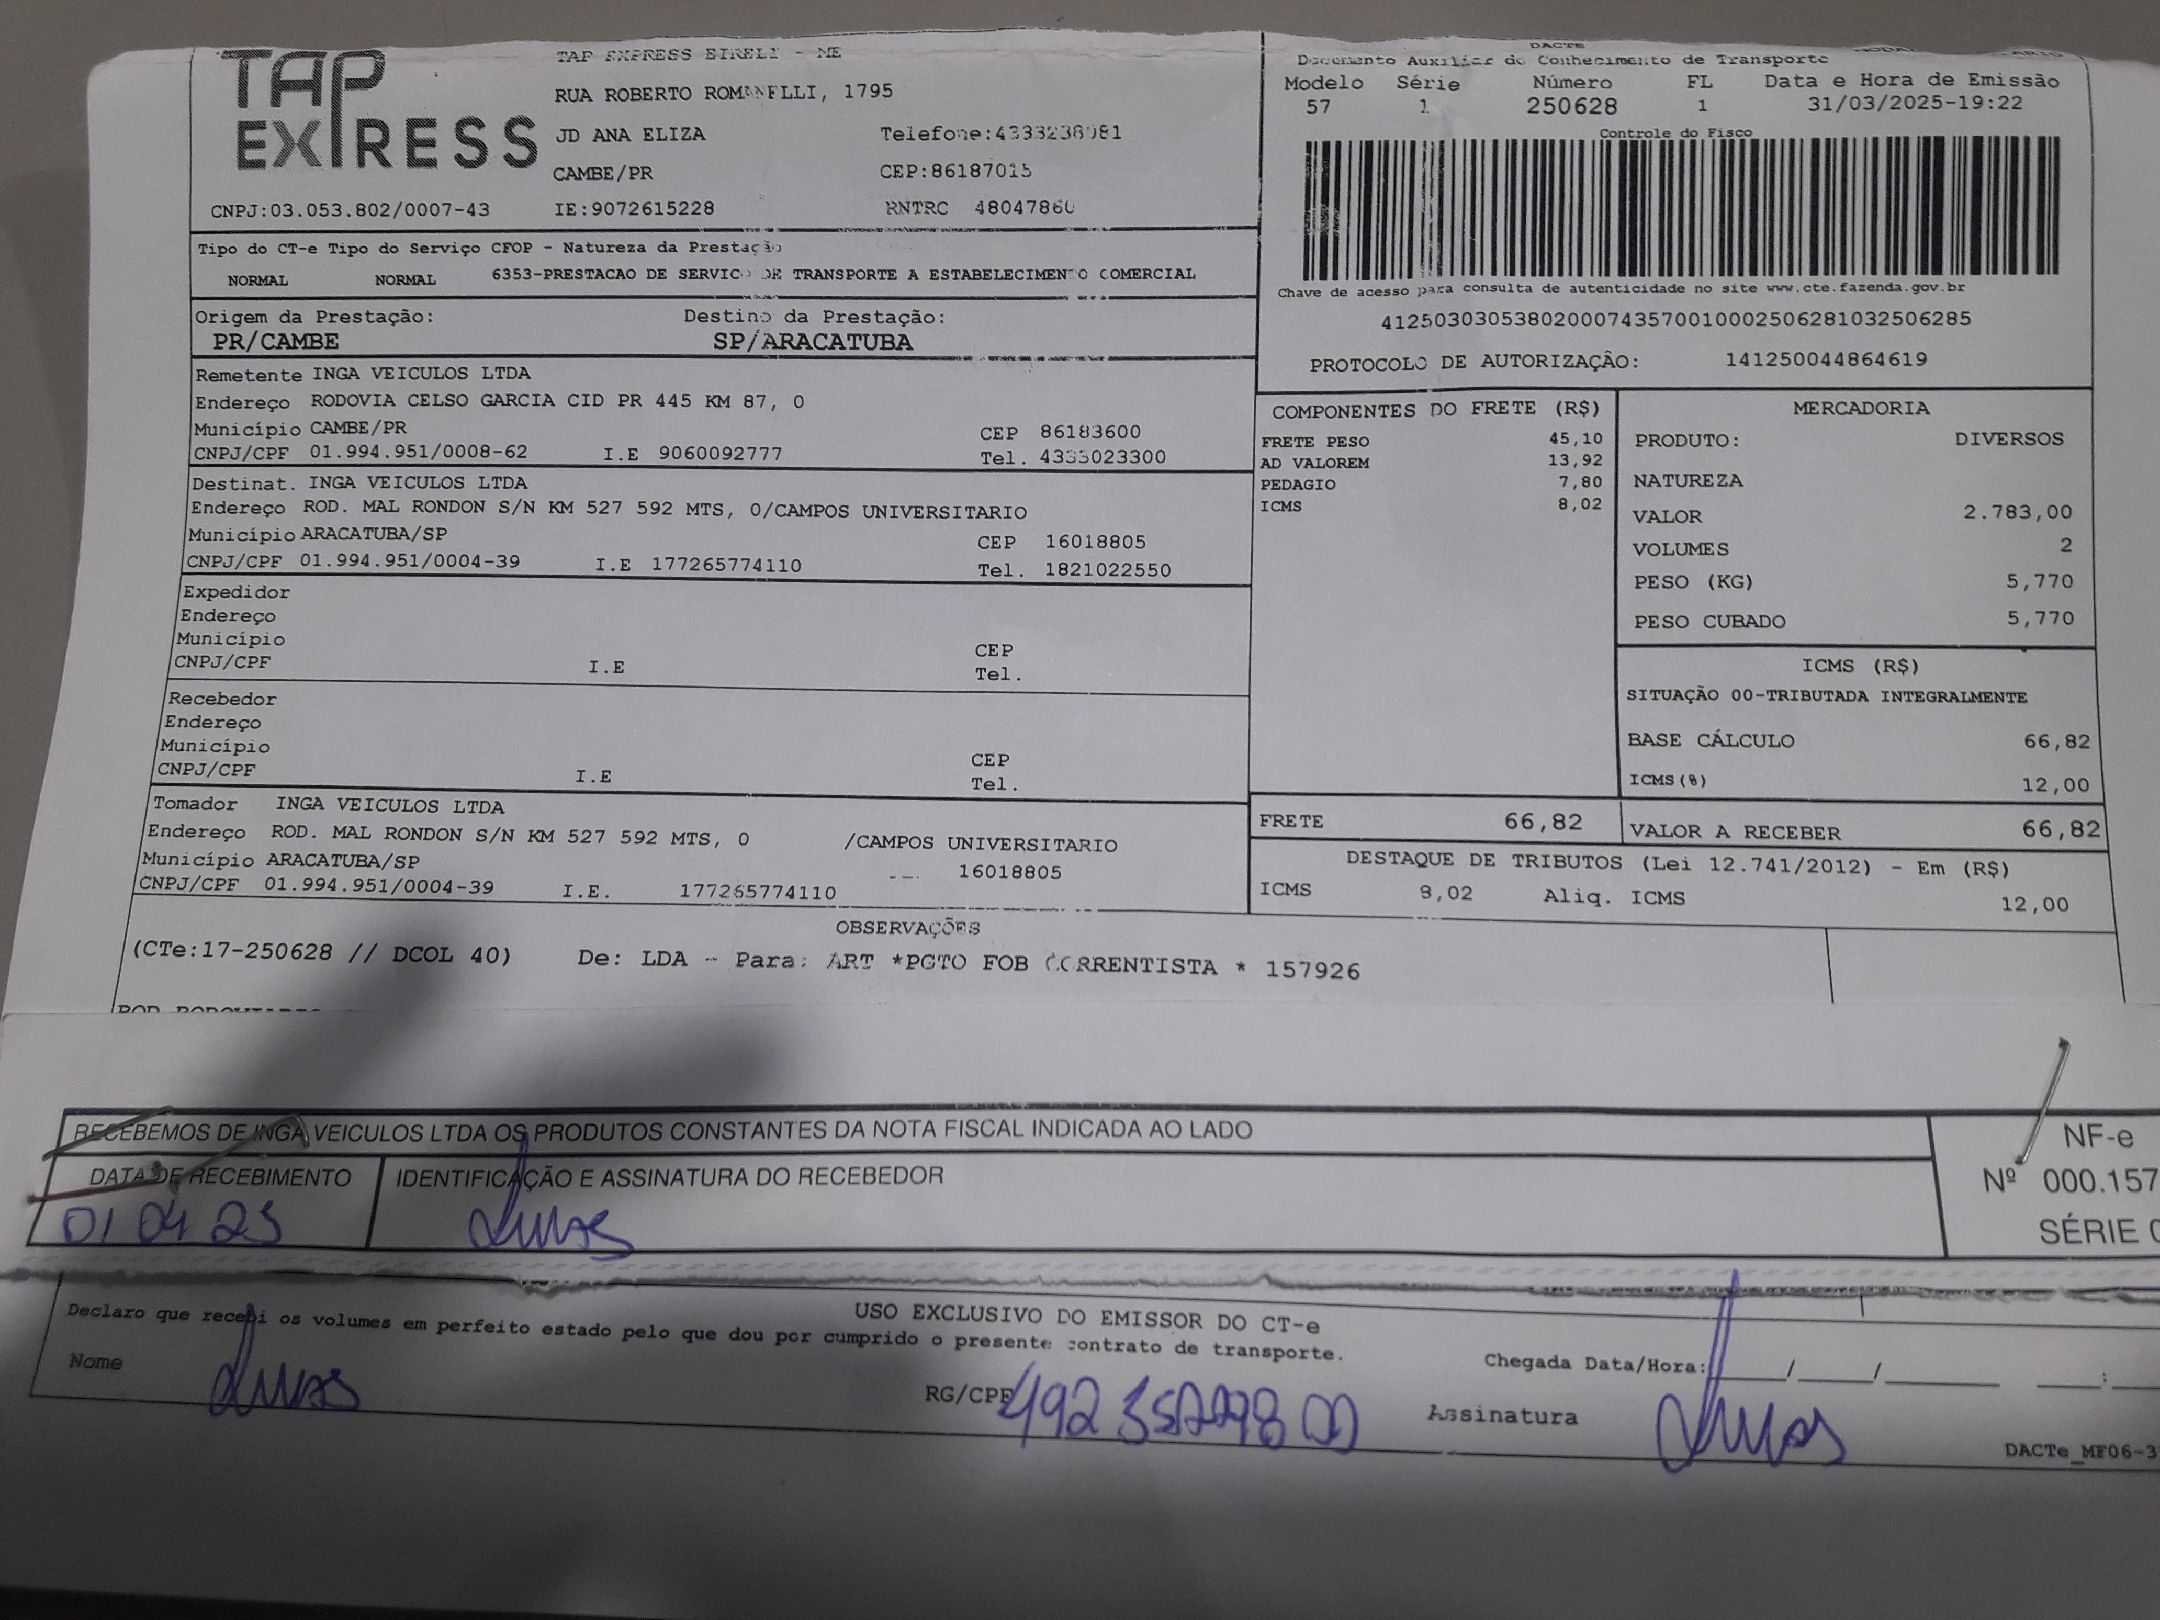 TAP EXPRESS
TAP EXPRESS EIRELI - ME
RUA ROBERTO ROMANELLI, 1795
JD ANA ELIZA Telefone:4333238981
CAMBE/PR CEP:86187015
CNPJ:03.053.802/0007-43 IE:9072615228 RNTRC 48047860
DACTE
Documento Auxiliar do Conhecimento de Transporte
Modelo Série Número FL Data e Hora de Emissão
57 1 250628 1 31/03/2025-19:22
Controle do Fisco
Chave de acesso para consulta de autenticidade no site www.cte.fazenda.gov.br
41250303053802000743570010002506281032506285
PROTOCOLO DE AUTORIZAÇÃO: 141250044864619
Tipo do CT-e Tipo do Serviço CFOP - Natureza da Prestação
NORMAL NORMAL 6353-PRESTACAO DE SERVICO DE TRANSPORTE A ESTABELECIMENTO COMERCIAL
Origem da Prestação: Destino da Prestação:
PR/CAMBE SP/ARACATUBA
Remetente INGA VEICULOS LTDA
Endereço RODOVIA CELSO GARCIA CID PR 445 KM 87, 0
Município CAMBE/PR CEP 86183600
CNPJ/CPF 01.994.951/0008-62 I.E 9060092777 Tel. 4333023300
Destinat. INGA VEICULOS LTDA
Endereço ROD. MAL RONDON S/N KM 527 592 MTS, 0/CAMPOS UNIVERSITARIO
Município ARACATUBA/SP CEP 16018805
CNPJ/CPF 01.994.951/0004-39 I.E 177265774110 Tel. 1821022550
Expedidor
Endereço
Município CEP
CNPJ/CPF I.E Tel.
Recebedor
Endereço
Município CEP
CNPJ/CPF I.E Tel.
Tomador INGA VEICULOS LTDA
Endereço ROD. MAL RONDON S/N KM 527 592 MTS, 0 /CAMPOS UNIVERSITARIO
Município ARACATUBA/SP 16018805
CNPJ/CPF 01.994.951/0004-39 I.E. 177265774110
COMPONENTES DO FRETE (R$)
FRETE PESO 45,10
AD VALOREM 13,92
PEDAGIO 7,80
ICMS 8,02
MERCADORIA
PRODUTO: DIVERSOS
NATUREZA
VALOR 2.783,00
VOLUMES 2
PESO (KG) 5,770
PESO CUBADO 5,770
ICMS (R$)
SITUAÇÃO 00-TRIBUTADA INTEGRALMENTE
BASE CÁLCULO 66,82
ICMS(%) 12,00
FRETE 66,82 VALOR A RECEBER 66,82
DESTAQUE DE TRIBUTOS (Lei 12.741/2012) - Em (R$)
ICMS 8,02 Aliq. ICMS 12,00
OBSERVAÇÕES
(CTe:17-250628 // DCOL 40) De: LDA - Para: ART *PGTO FOB CORRENTISTA * 157926
RECEBEMOS DE INGA VEICULOS LTDA OS PRODUTOS CONSTANTES DA NOTA FISCAL INDICADA AO LADO
DATA DE RECEBIMENTO IDENTIFICAÇÃO E ASSINATURA DO RECEBEDOR
01 04 25 Lucas
NF-e
Nº 000.157
SÉRIE 0
USO EXCLUSIVO DO EMISSOR DO CT-e
Declaro que recebi os volumes em perfeito estado pelo que dou por cumprido o presente contrato de transporte.
Nome Lucas RG/CPF Chegada Data/Hora: __/__/____ __:
Assinatura Lucas
DACTe_MF06-3